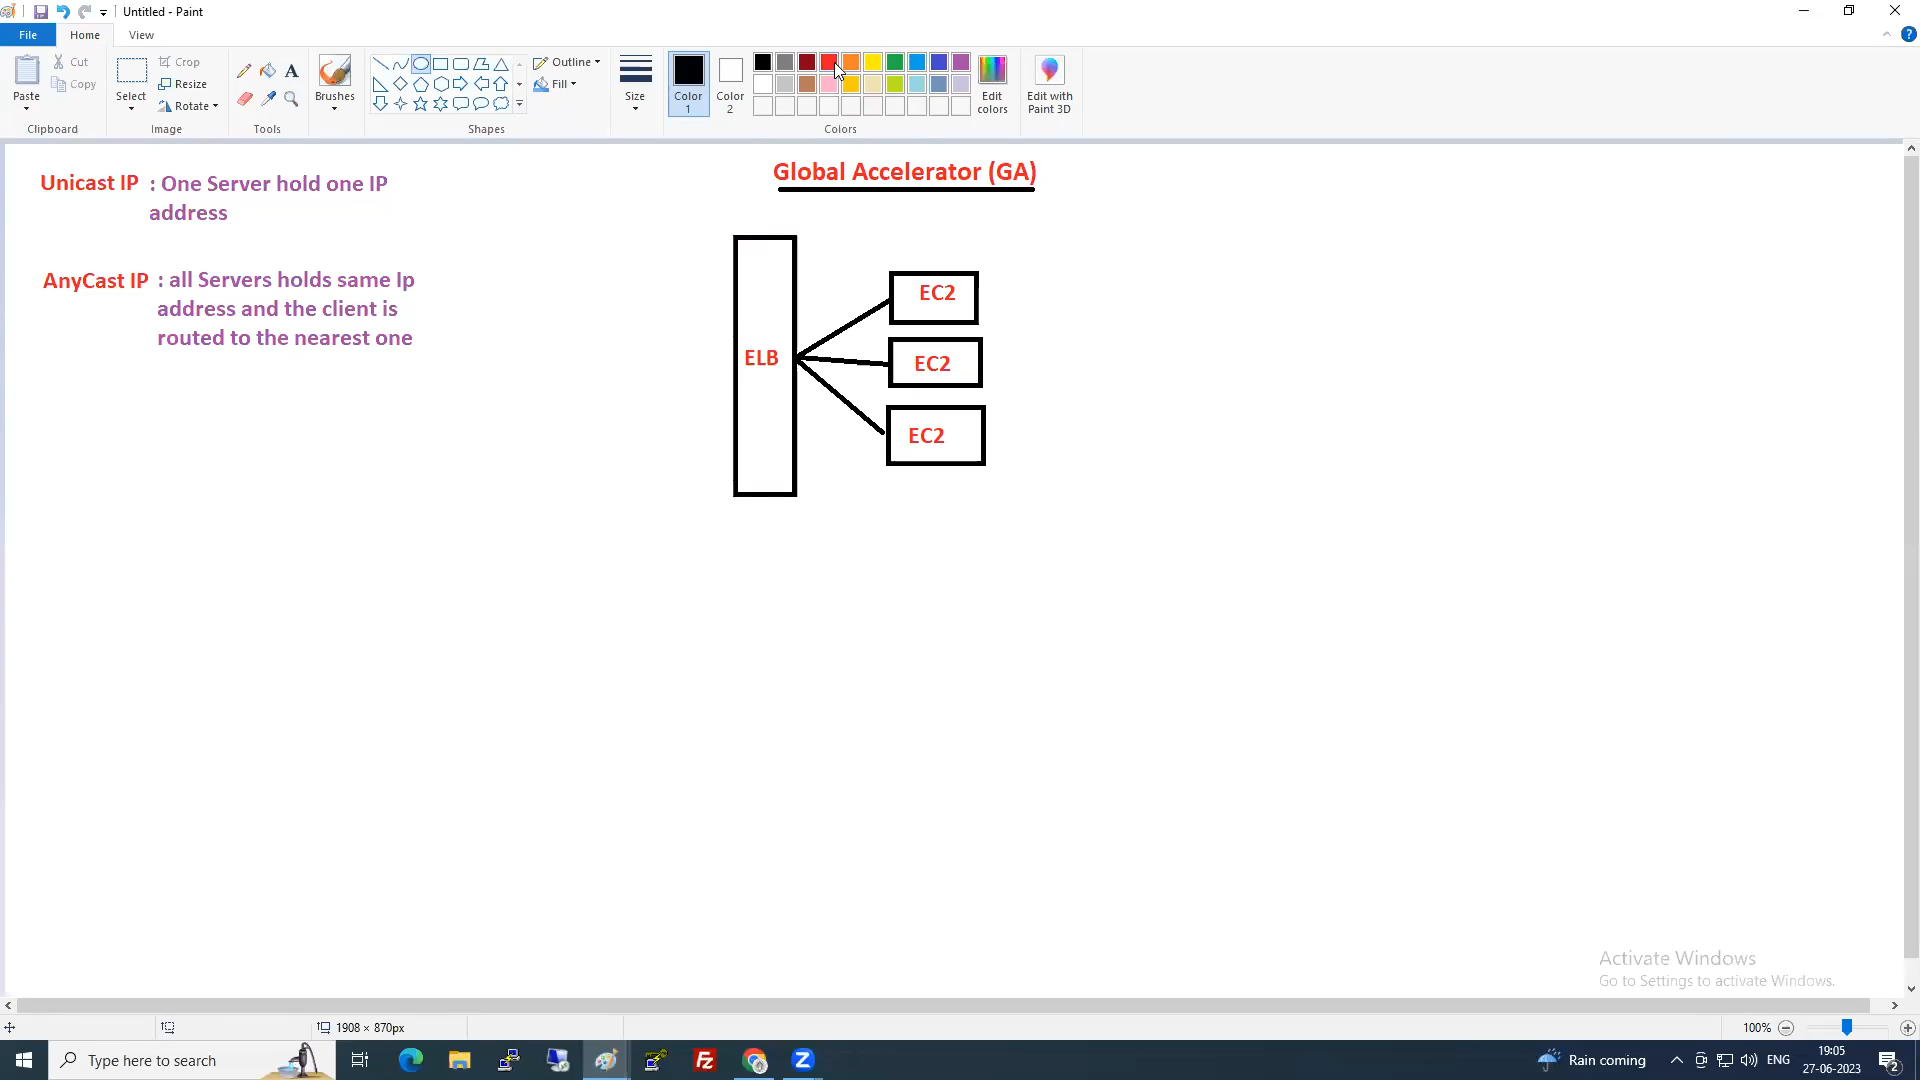 Untitled - Paint
File
Home
View
Paste
Cut
Copy
Clipboard
Select
Crop
Resize
Rotate
Image
Tools
Brushes
Shapes
Outline
Fill
Size
Color 1
Color 2
Colors
Edit colors
Edit with Paint 3D
Global Accelerator (GA)
Unicast IP : One Server hold one IP
address
AnyCast IP : all Servers holds same Ip
address and the client is
routed to the nearest one
ELB
EC2
EC2
EC2
Activate Windows
Go to Settings to activate Windows.
1908 × 870px
100%
Type here to search
Rain coming
ENG
19:05
27-06-2023
2